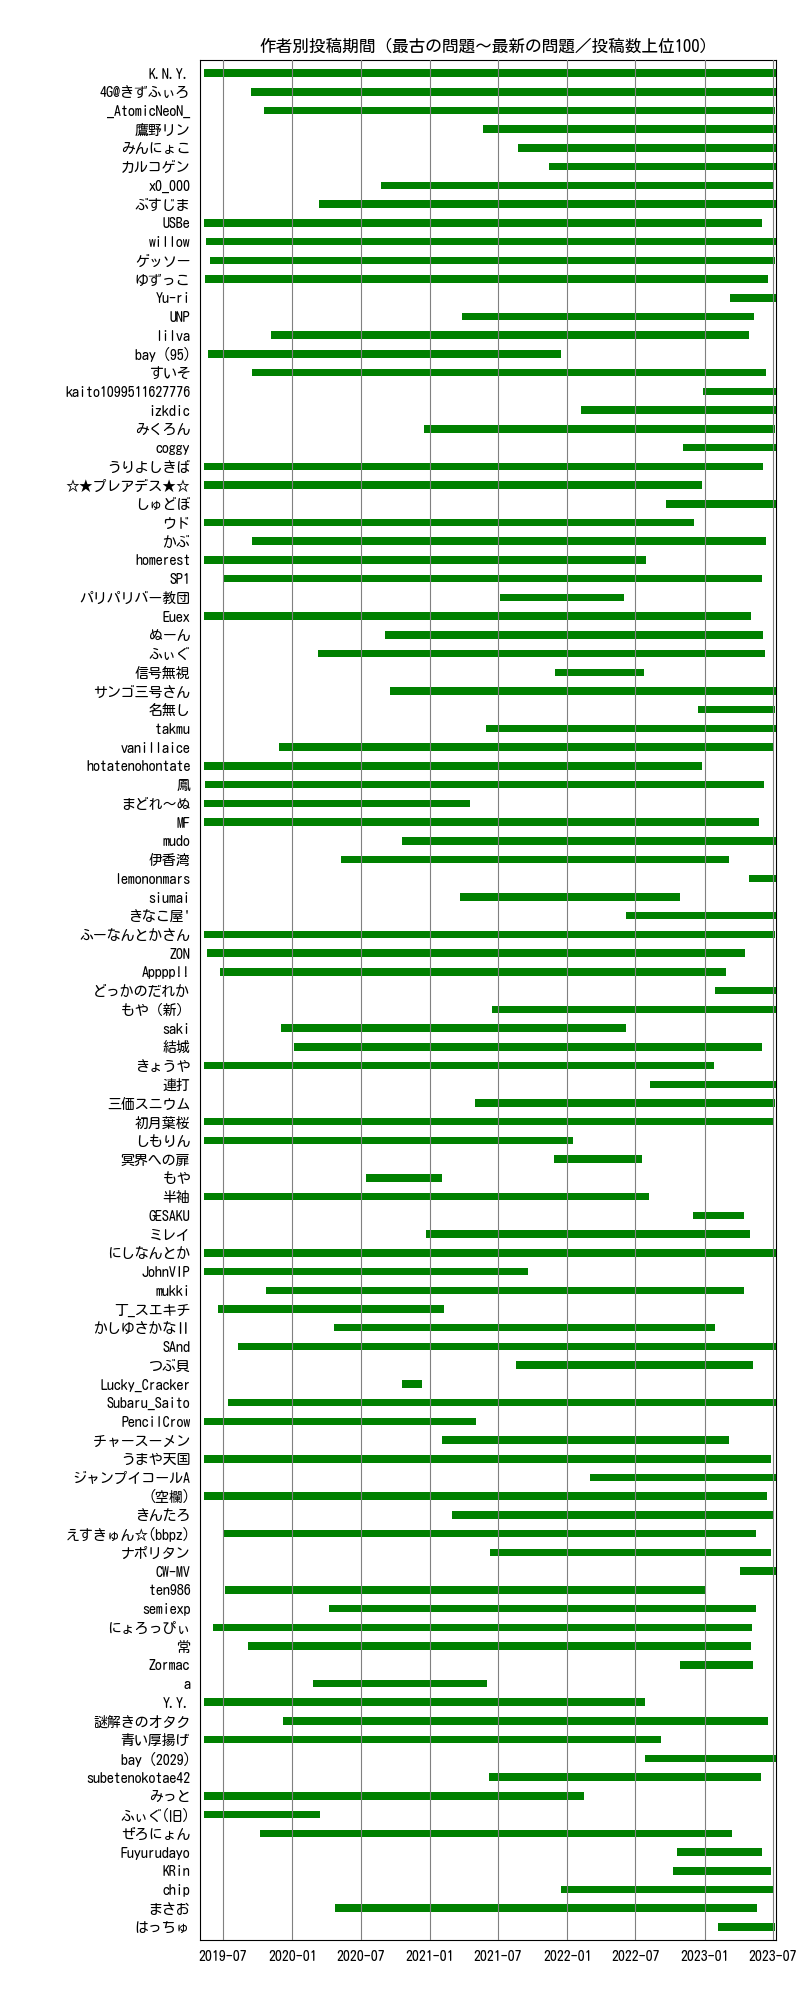 作者別投稿期間（最古の問題～最新の問題／投稿数上位100）
K.N.Y.
4G@きずふぃろ
_AtomicNeoN_
鷹野リン
みんにょこ
カルコゲン
x0_000
ぶすじま
USBe
willow
ゲッソー
ゆずっこ
Yu-ri
UNP
lilva
bay (95)
すいそ
kaito1099511627776
izkdic
みくろん
coggy
うりよしきば
☆★プレアデス★☆
しゅどぼ
ウド
かぶ
homerest
SP1
パリパリバー教団
Euex
ぬーん
ふぃぐ
信号無視
サンゴ三号さん
名無し
takmu
vanillaice
hotatenohontate
鳳
まどれ～ぬ
MF
mudo
伊香湾
lemononmars
siumai
きなこ屋'
ふーなんとかさん
ZON
Appppll
どっかのだれか
もや（新）
saki
結城
きょうや
連打
三価スニウム
初月葉桜
しもりん
冥界への扉
もや
半袖
GESAKU
ミレイ
にしなんとか
JohnVIP
mukki
丁_スエキチ
かしゆさかなⅡ
SAnd
つぶ貝
Lucky_Cracker
Subaru_Saito
PencilCrow
チャースーメン
うまや天国
ジャンプイコールA
(空欄)
きんたろ
えすきゅん☆(bbpz)
ナポリタン
CW-MV
ten986
semiexp
にょろっぴぃ
常
Zormac
a
Y.Y.
謎解きのオタク
青い厚揚げ
bay (2029)
subetenokotae42
みっと
ふぃぐ(旧)
ぜろにょん
Fuyurudayo
KRin
chip
まさお
はっちゅ
2019-07 2020-01 2020-07 2021-01 2021-07 2022-01 2022-07 2023-01 2023-07